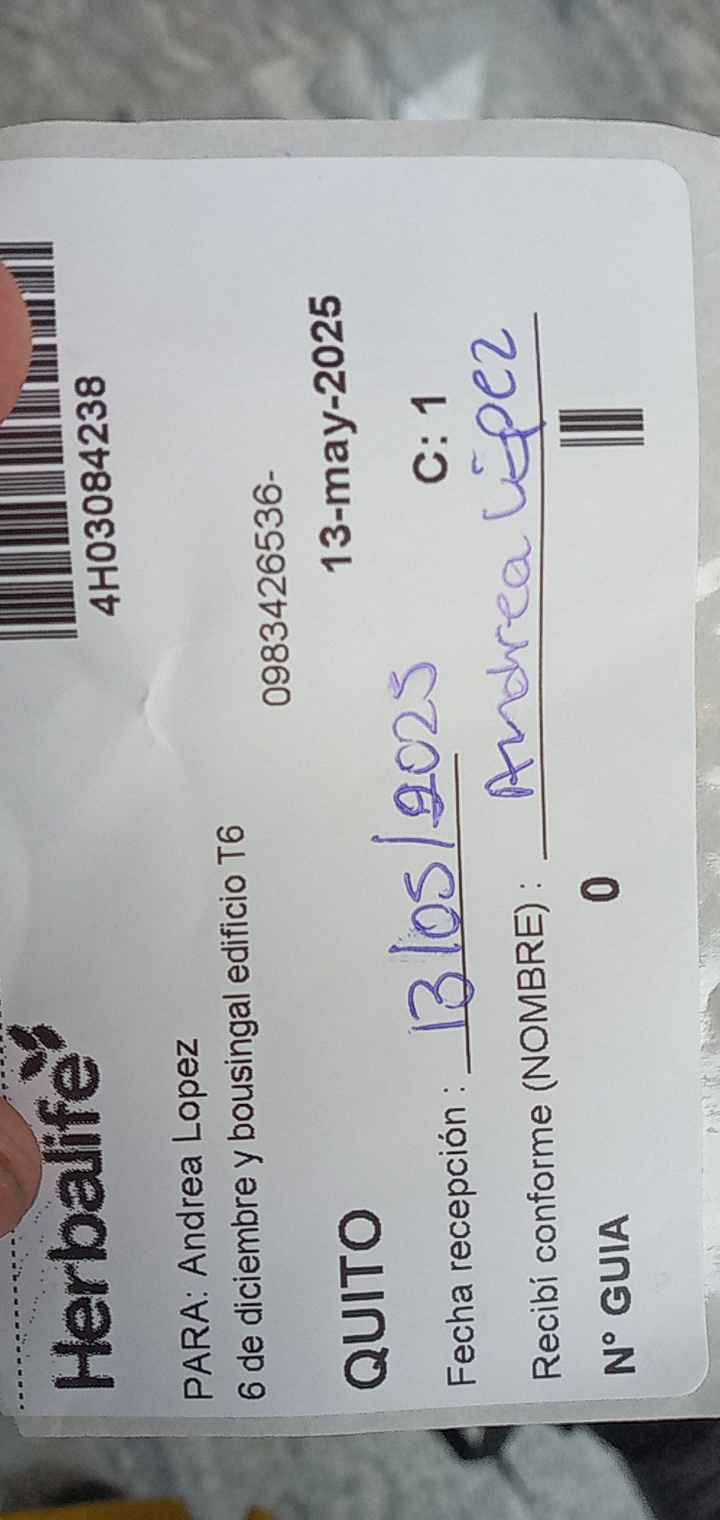 Herbalife
4H03084238
PARA: Andrea Lopez
6 de diciembre y bousingal edificio T6
0983426536-
QUITO 13-may-2025
Fecha recepción : 13/05/2025 C: 1
Recibí conforme (NOMBRE) : Andrea López
N° GUIA 0